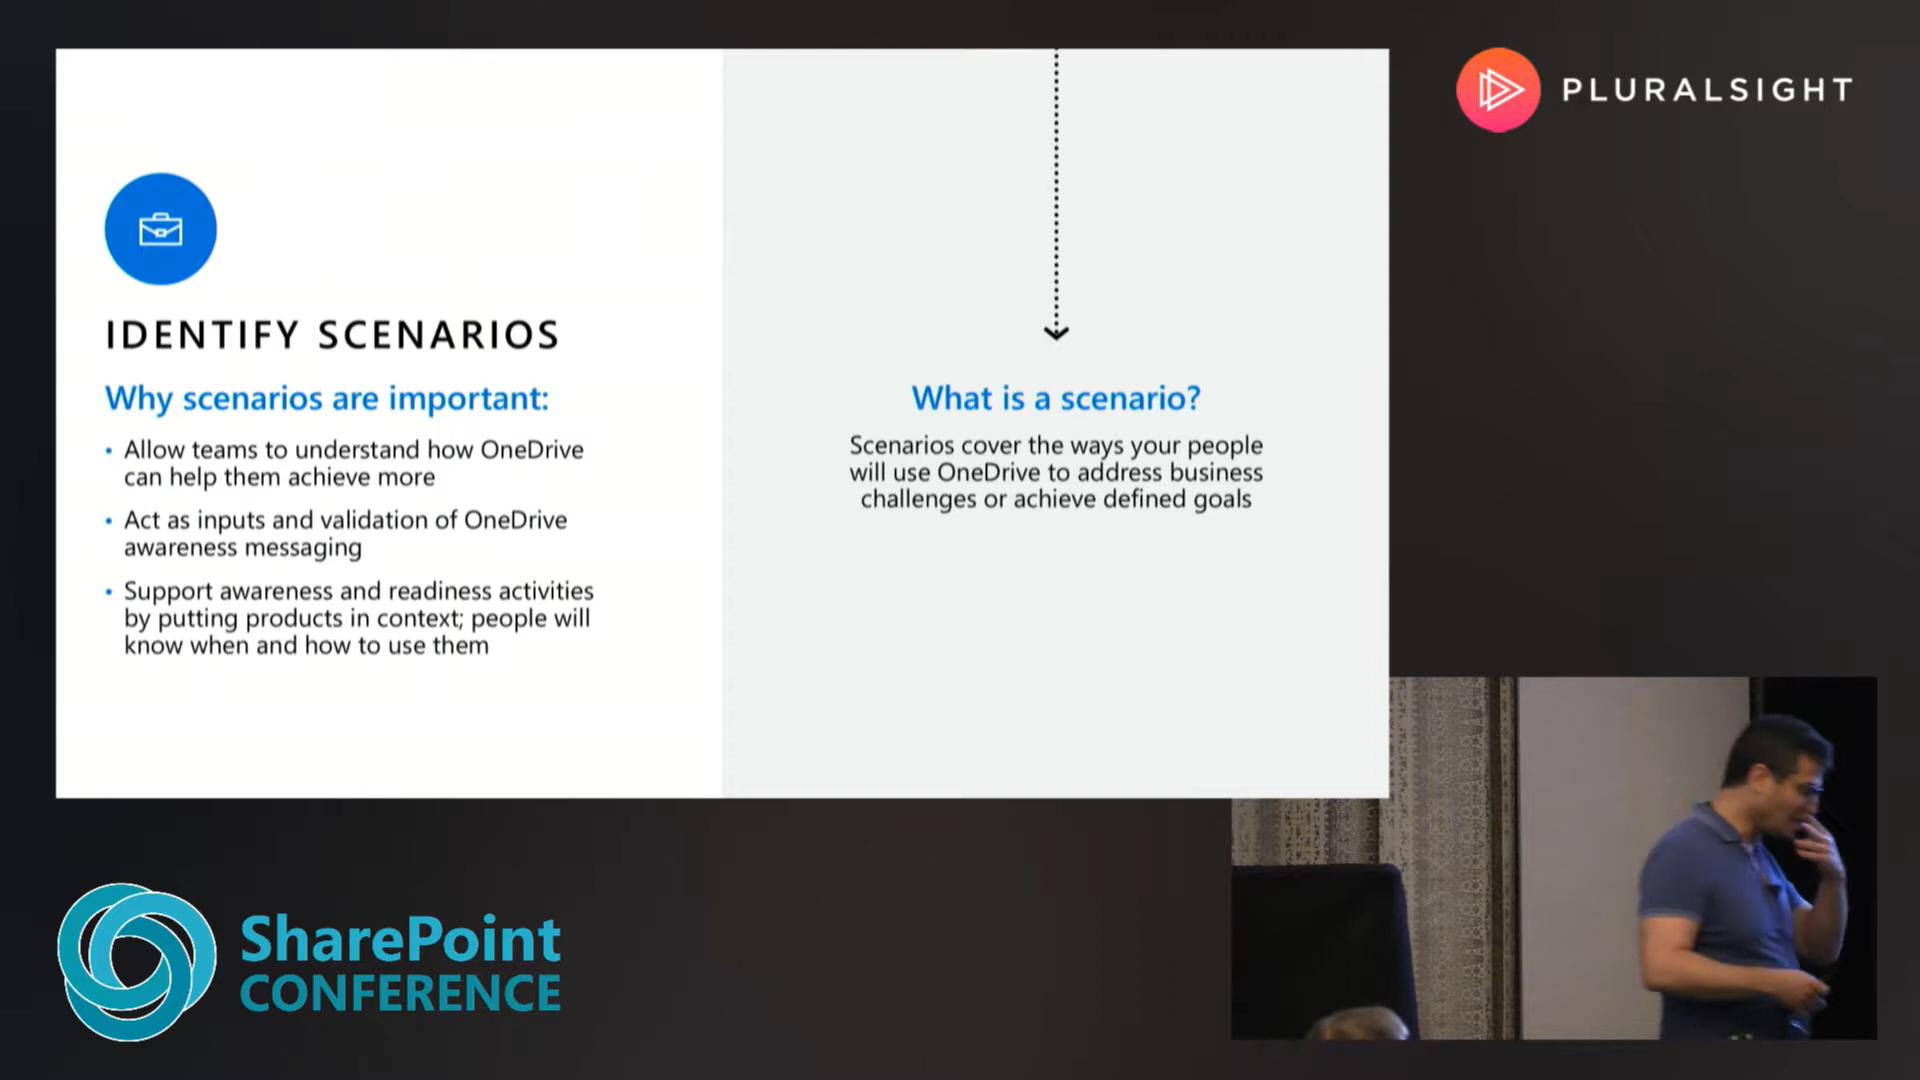 PLURALSIGHT
IDENTIFY SCENARIOS
Why scenarios are important:
• Allow teams to understand how OneDrive
can help them achieve more
• Act as inputs and validation of OneDrive
awareness messaging
• Support awareness and readiness activities
by putting products in context; people will
know when and how to use them
What is a scenario?
Scenarios cover the ways your people
will use OneDrive to address business
challenges or achieve defined goals
SharePoint
CONFERENCE